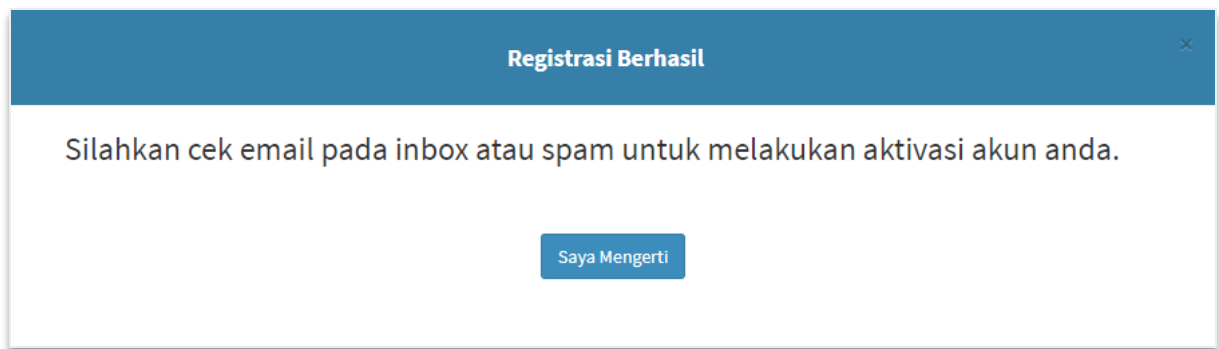 Registrasi Berhasil
Silahkan cek email pada inbox atau spam untuk melakukan aktivasi akun anda.
Saya Mengerti